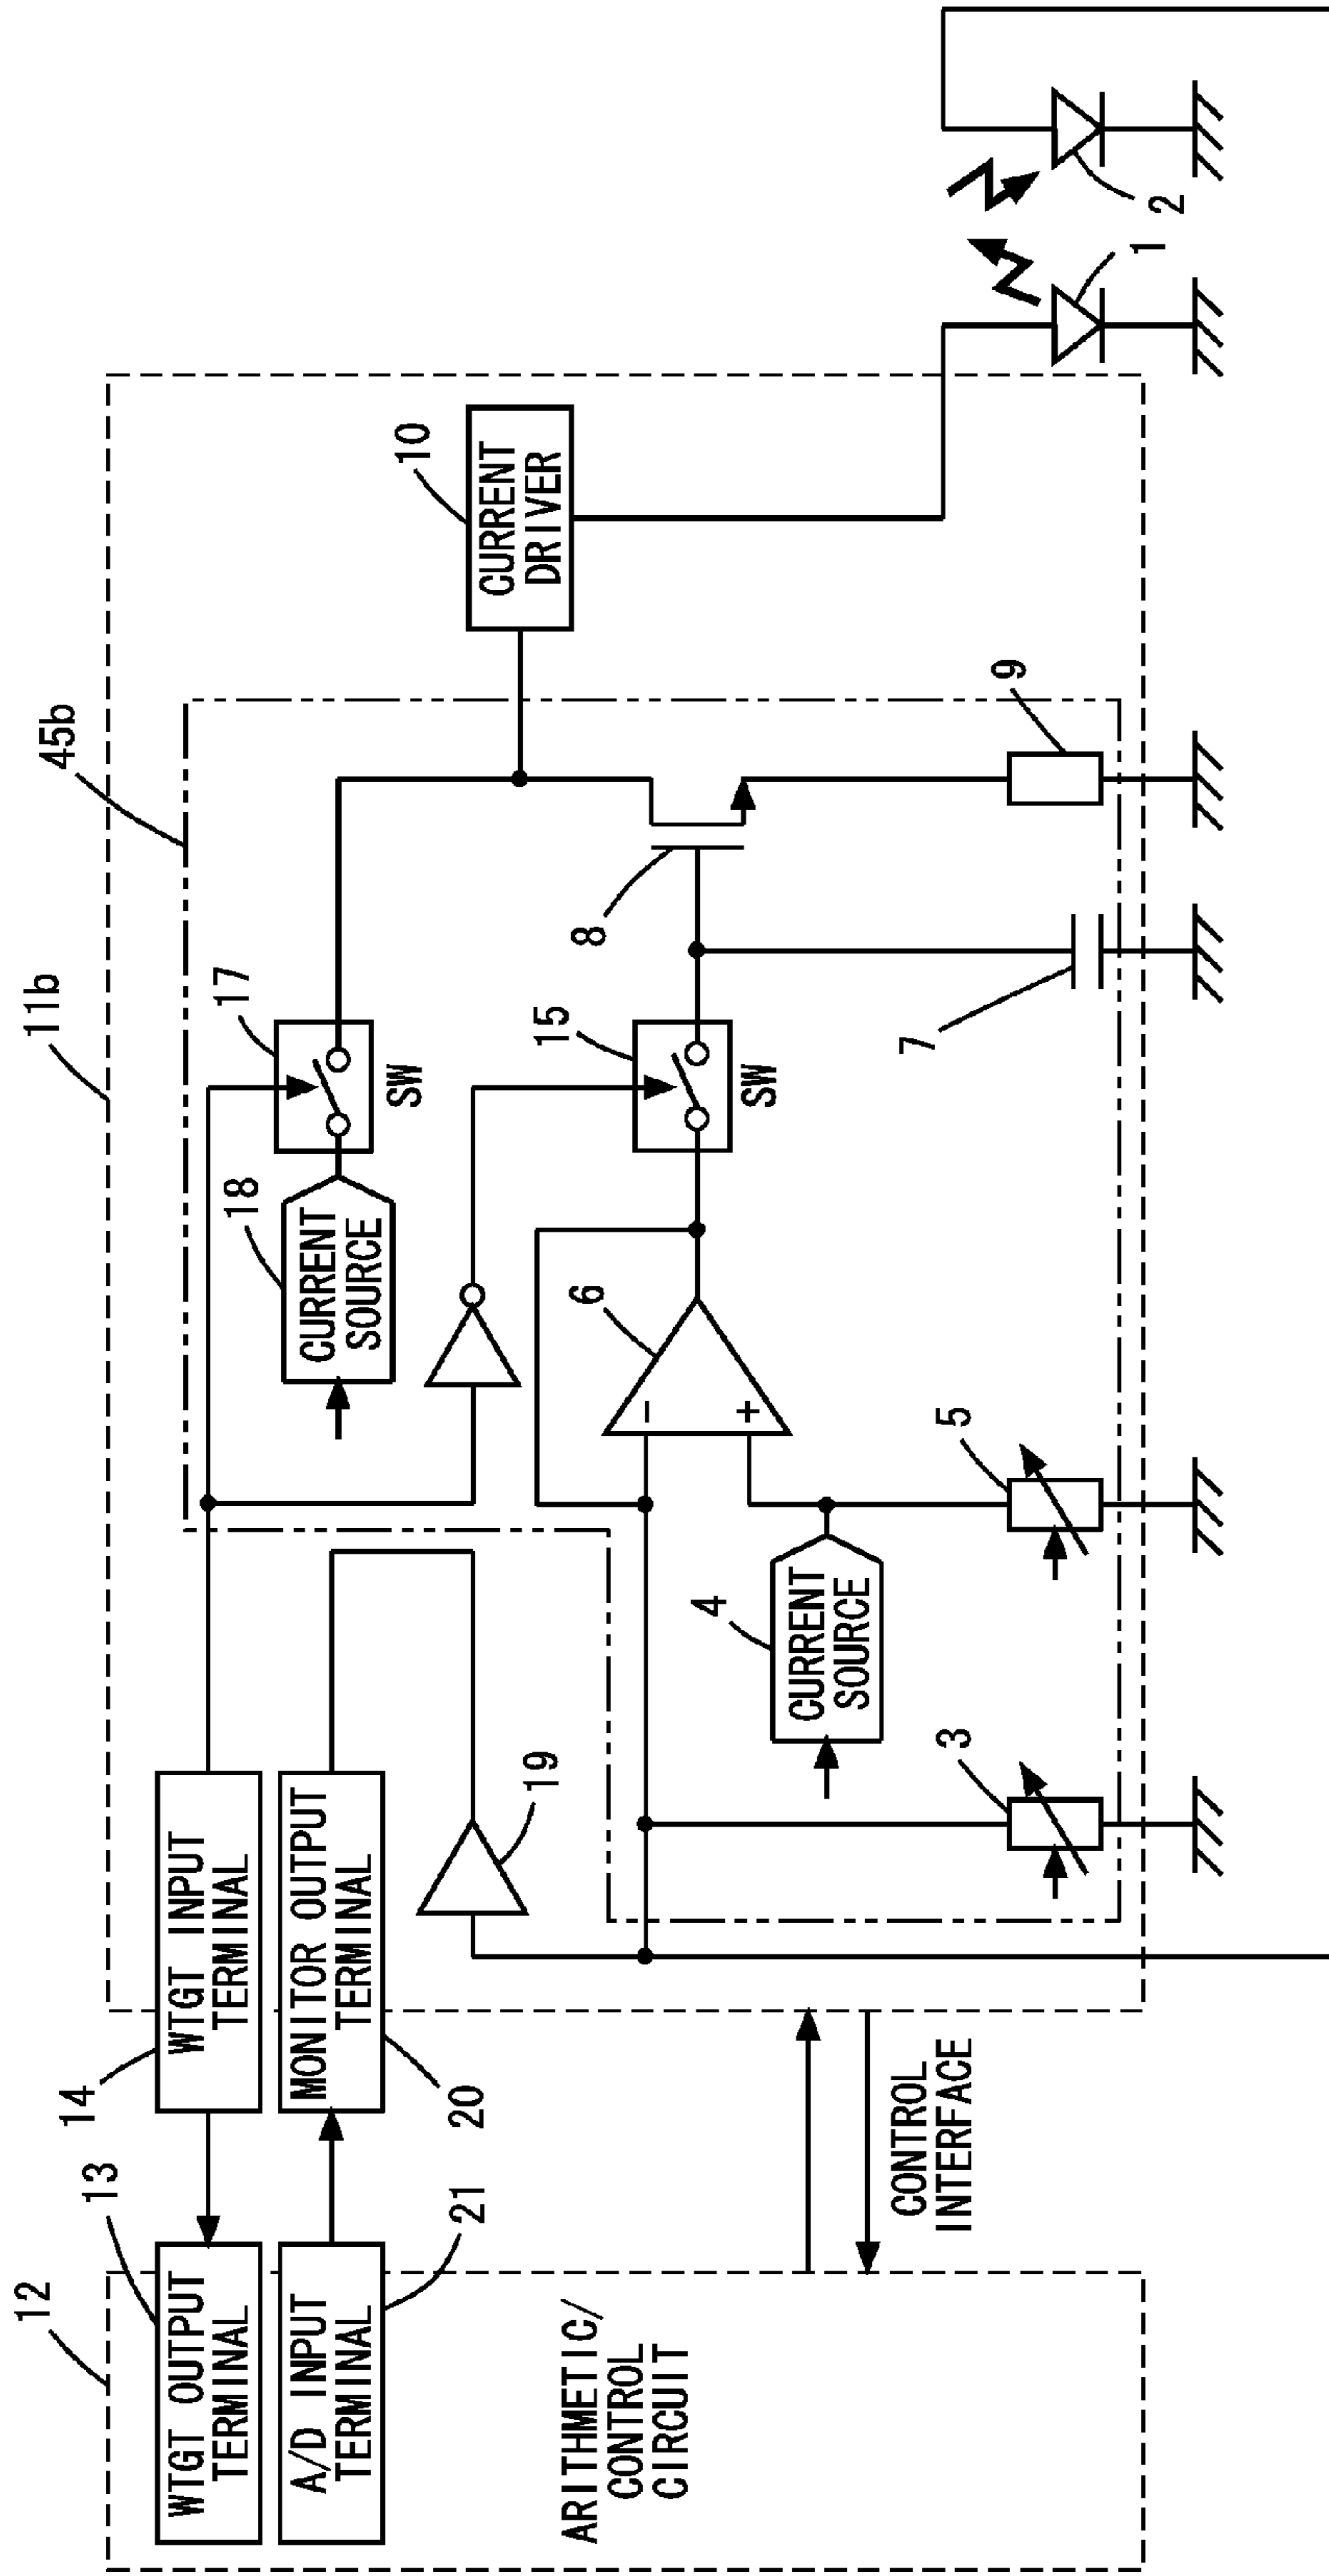 12
13
WTGT OUTPUT
TERMINAL
A/D INPUT
TERMINAL
21
ARITHMETIC/
CONTROL
CIRCUIT
CONTROL
INTERFACE
11b
14
WTGT INPUT
TERMINAL
MONITOR OUTPUT
TERMINAL
20
19
45b
18
CURRENT
SOURCE
17
SW
15
SW
6
-
+
4
CURRENT
SOURCE
3
5
7
8
9
10
CURRENT
DRIVER
1
2